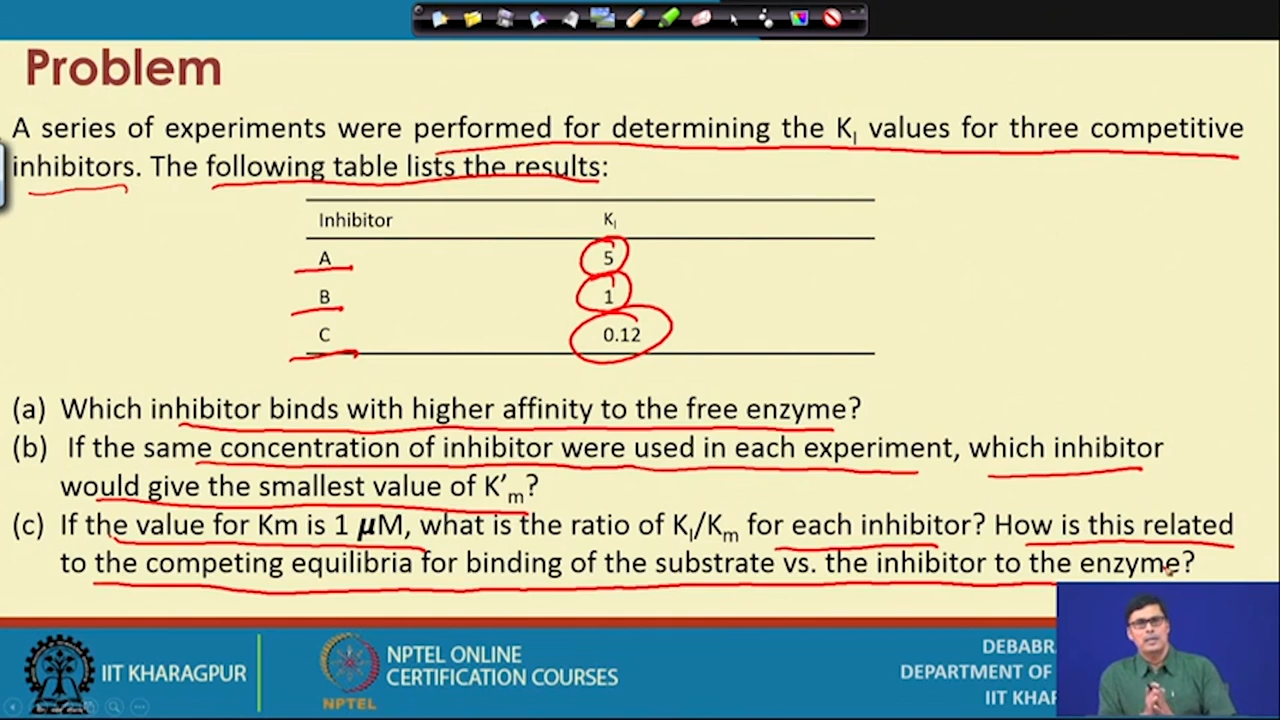 Problem
A series of experiments were performed for determining the KI values for three competitive
inhibitors. The following table lists the results:
Inhibitor KI
A 5
B 1
C 0.12
(a) Which inhibitor binds with higher affinity to the free enzyme?
(b) If the same concentration of inhibitor were used in each experiment, which inhibitor
would give the smallest value of K’m?
(c) If the value for Km is 1 μM, what is the ratio of KI/Km for each inhibitor? How is this related
to the competing equilibria for binding of the substrate vs. the inhibitor to the enzyme?
IIT KHARAGPUR
NPTEL
NPTEL ONLINE
CERTIFICATION COURSES
DEBABR
DEPARTMENT OF
IIT KHAR